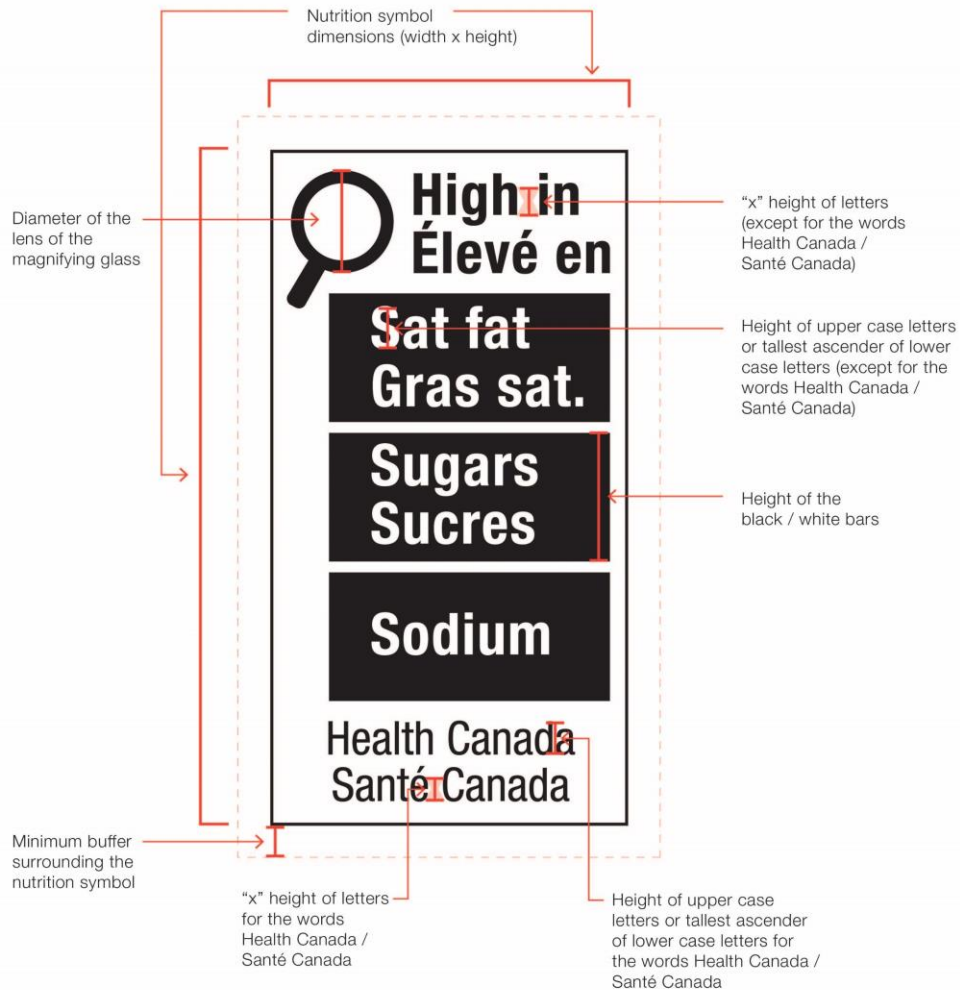 Nutrition symbol
dimensions (width x height)
High in
Élevé en
Diameter of the
lens of the
magnifying glass
“x” height of letters
(except for the words
Health Canada /
Santé Canada)
Sat fat
Gras sat.
Height of upper case letters
or tallest ascender of lower
case letters (except for the
words Health Canada /
Santé Canada)
Sugars
Sucres
Height of the
black / white bars
Sodium
Health Canada
Santé Canada
Minimum buffer
surrounding the
nutrition symbol
“x” height of letters
for the words
Health Canada /
Santé Canada
Height of upper case
letters or tallest ascender
of lower case letters for
the words Health Canada /
Santé Canada